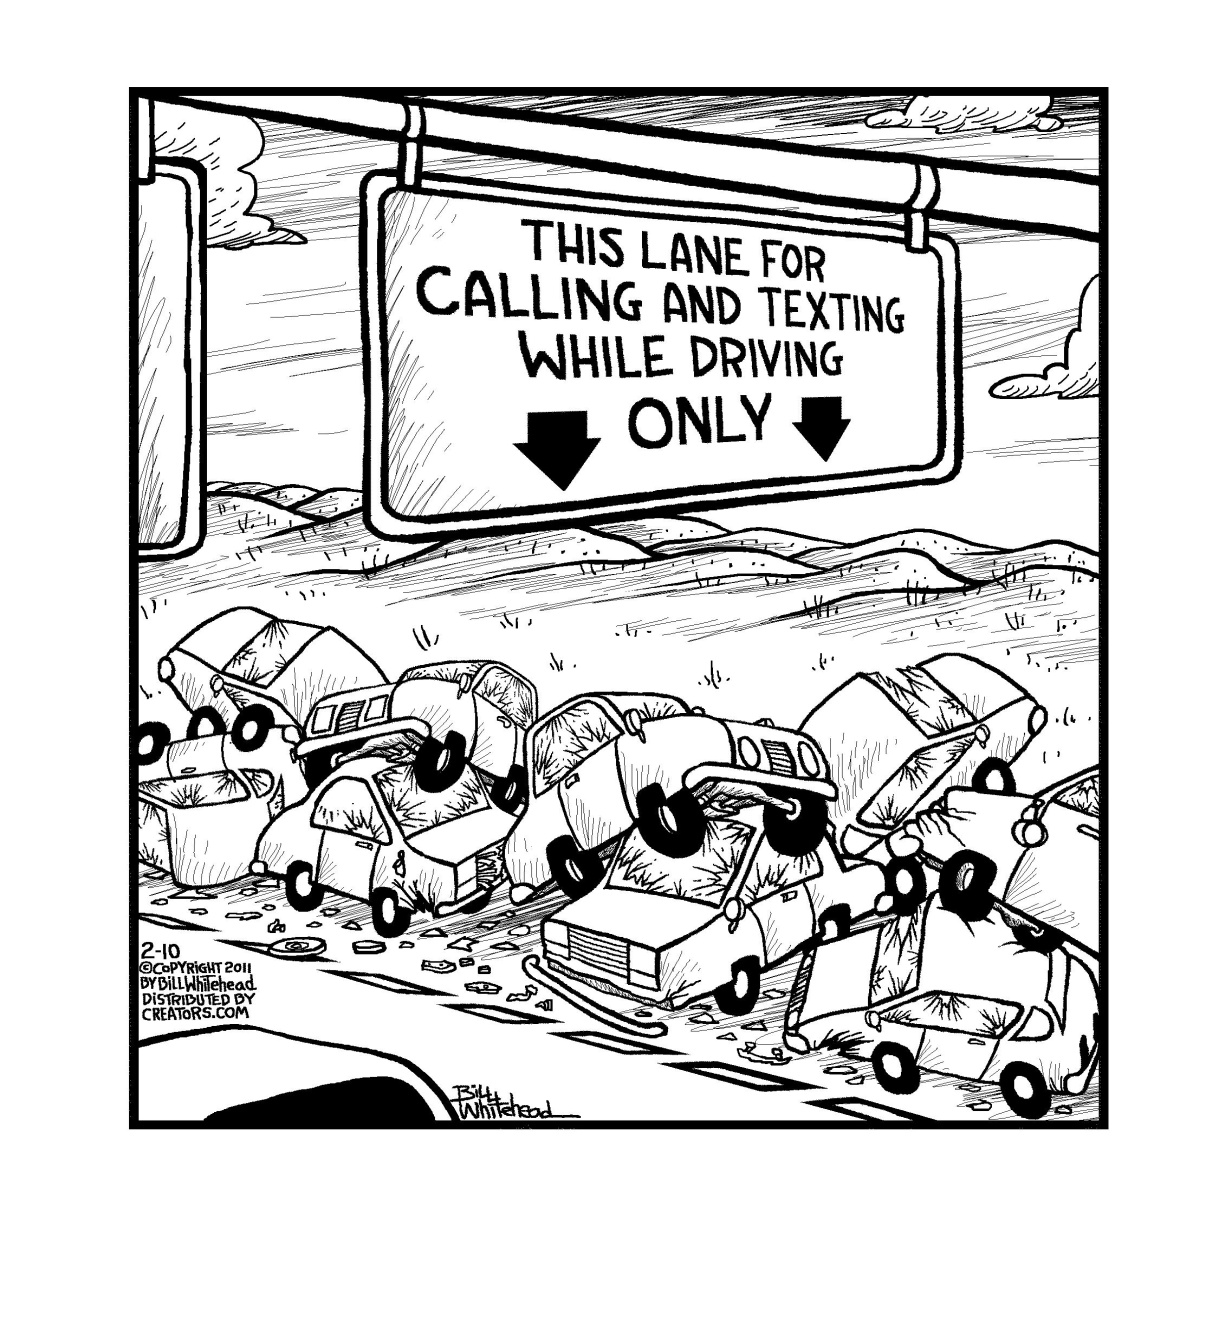 THIS LANE FOR
CALLING AND TEXTING
WHILE DRIVING
ONLY
2-10
©COPYRIGHT 2011
BY Bill Whitehead
DISTRIBUTED BY
CREATORS.COM
Bill
Whitehead